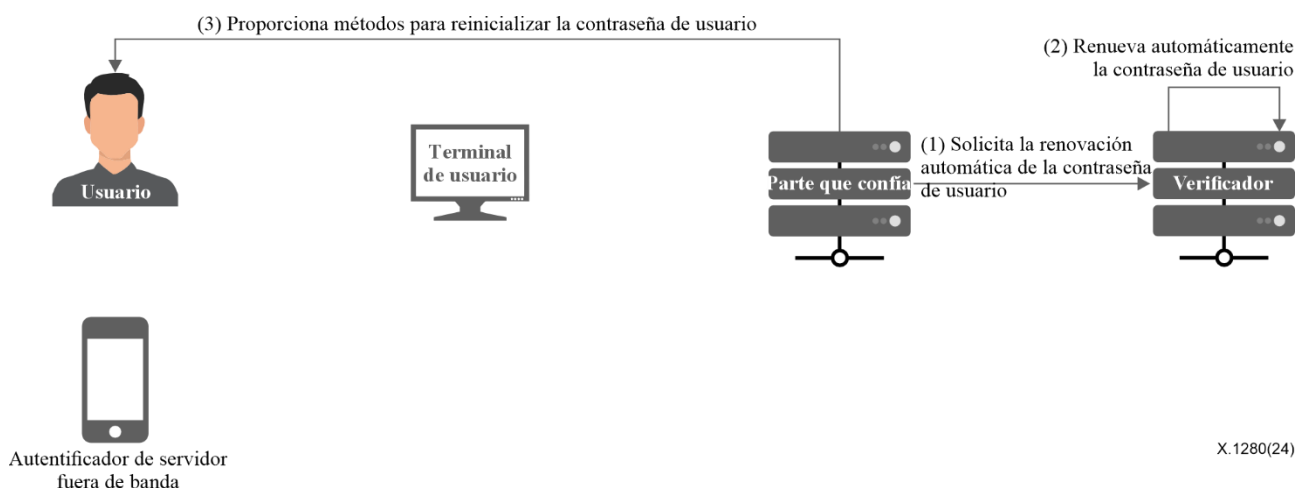 (3) Proporciona métodos para reinicializar la contraseña de usuario
(2) Renueva automáticamente
la contraseña de usuario
Usuario
Terminal
de usuario
Parte que confía
(1) Solicita la renovación
automática de la contraseña
de usuario
Verificador
Autentificador de servidor
fuera de banda
X.1280(24)